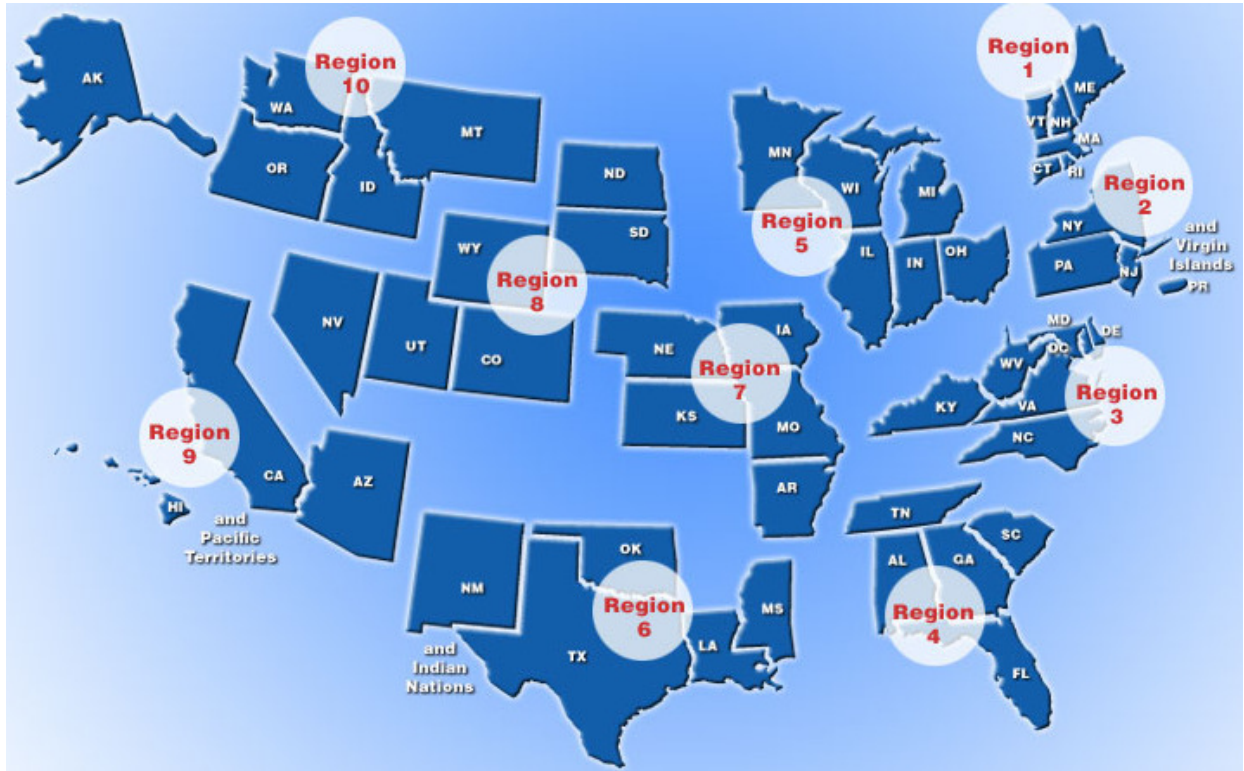 Region
1
ME
VT
NH
MA
CT
RI
Region
2
NY
and
Virgin
Islands
PA
NJ
PR
Region
3
MD
DE
DC
WV
VA
KY
NC
TN
SC
AL
GA
Region
4
FL
MN
WI
MI
Region
5
IL
IN
OH
OK
NM
Region
6
MS
TX
LA
and
Indian
Nations
IA
NE
Region
7
KS
MO
AR
ND
SD
WY
Region
8
NV
UT
CO
Region
9
CA
AZ
HI
and
Pacific
Territories
AK
Region
10
WA
MT
OR
ID